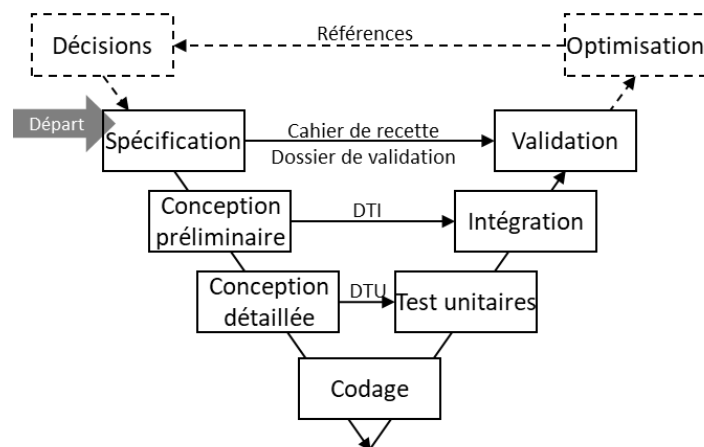 Décisions
Références
Optimisation
Départ
Spécification
Cahier de recette
Dossier de validation
Validation
Conception
préliminaire
DTI
Intégration
Conception
détaillée
DTU
Test unitaires
Codage